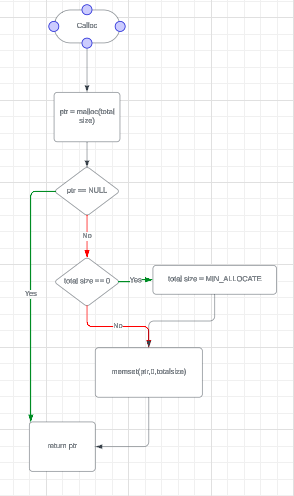 Calloc
ptr = malloc(total
size)
ptr == NULL
No
total size == 0
Yes
total size = MIN_ALLOCATE
Yes
No
memset(ptr,0,totalsize)
return ptr